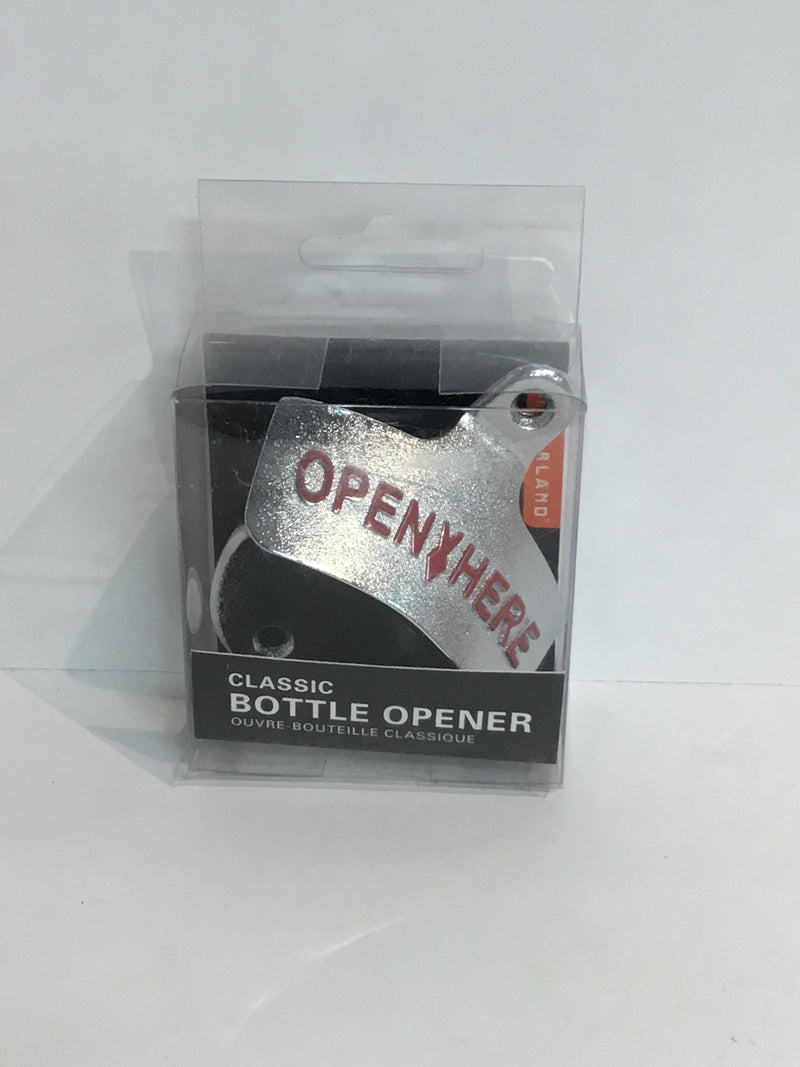 RLAND
OPEN HERE
CLASSIC
BOTTLE OPENER
OUVRE-BOUTEILLE CLASSIQUE